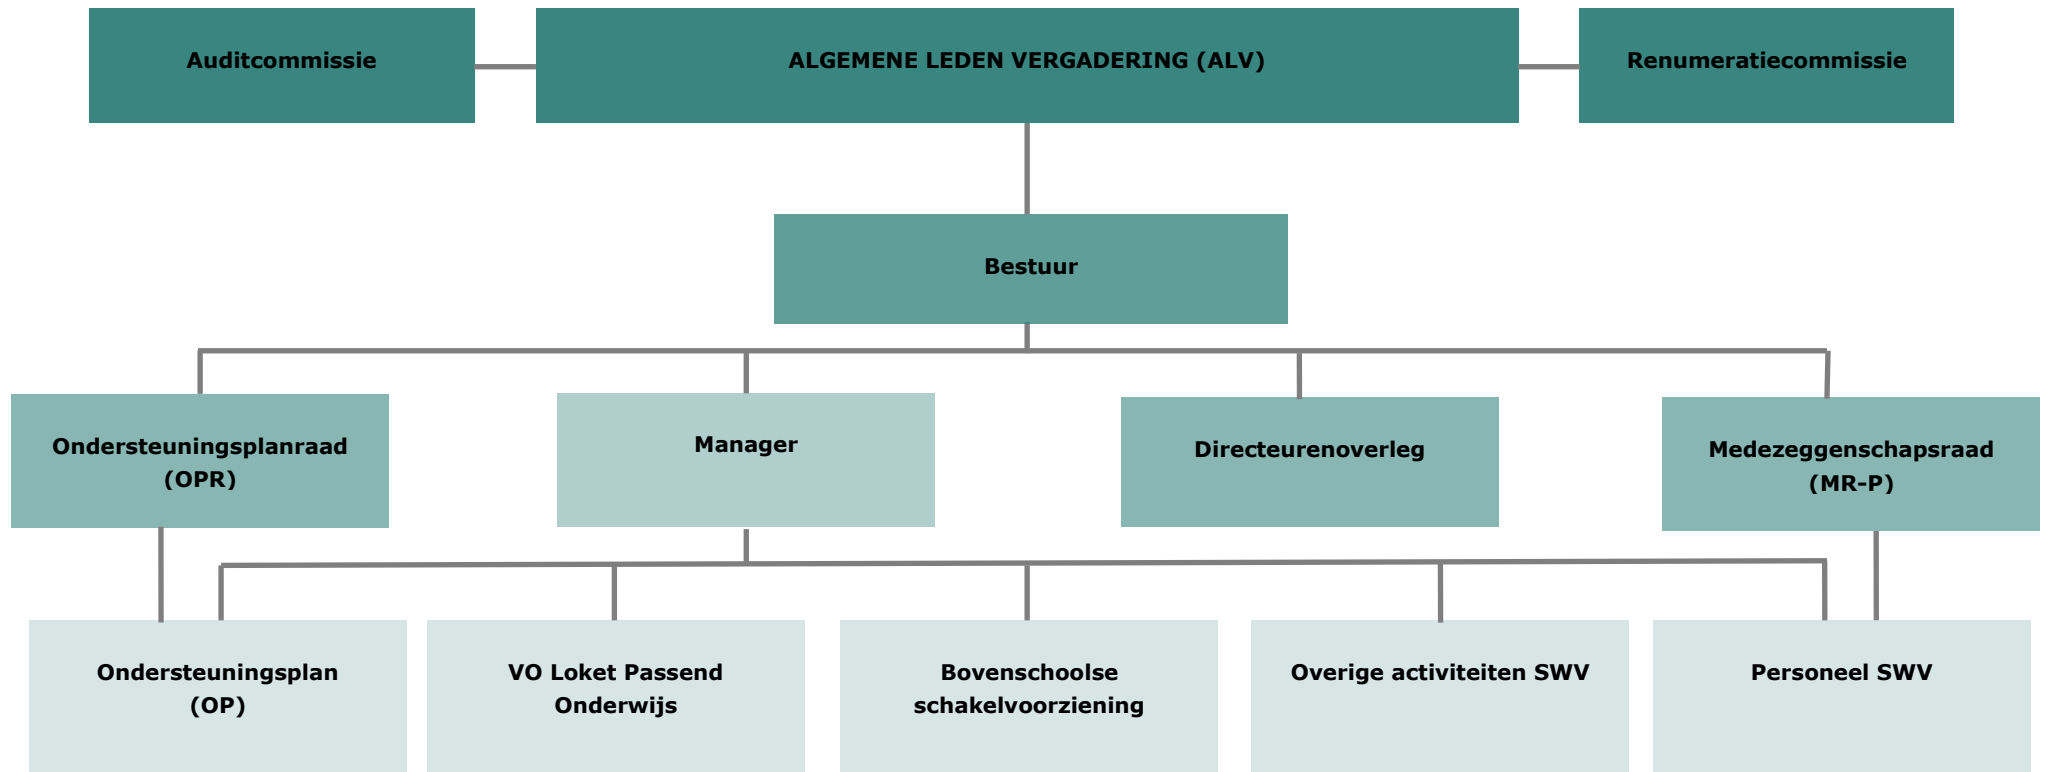 Auditcommissie
ALGEMENE LEDEN VERGADERING (ALV)
Renumeratiecommissie
Bestuur
Ondersteuningsplanraad
(OPR)
Manager
Directeurenoverleg
Medezeggenschapsraad
(MR-P)
Ondersteuningsplan
(OP)
VO Loket Passend
Onderwijs
Bovenschoolse
schakelvoorziening
Overige activiteiten SWV
Personeel SWV